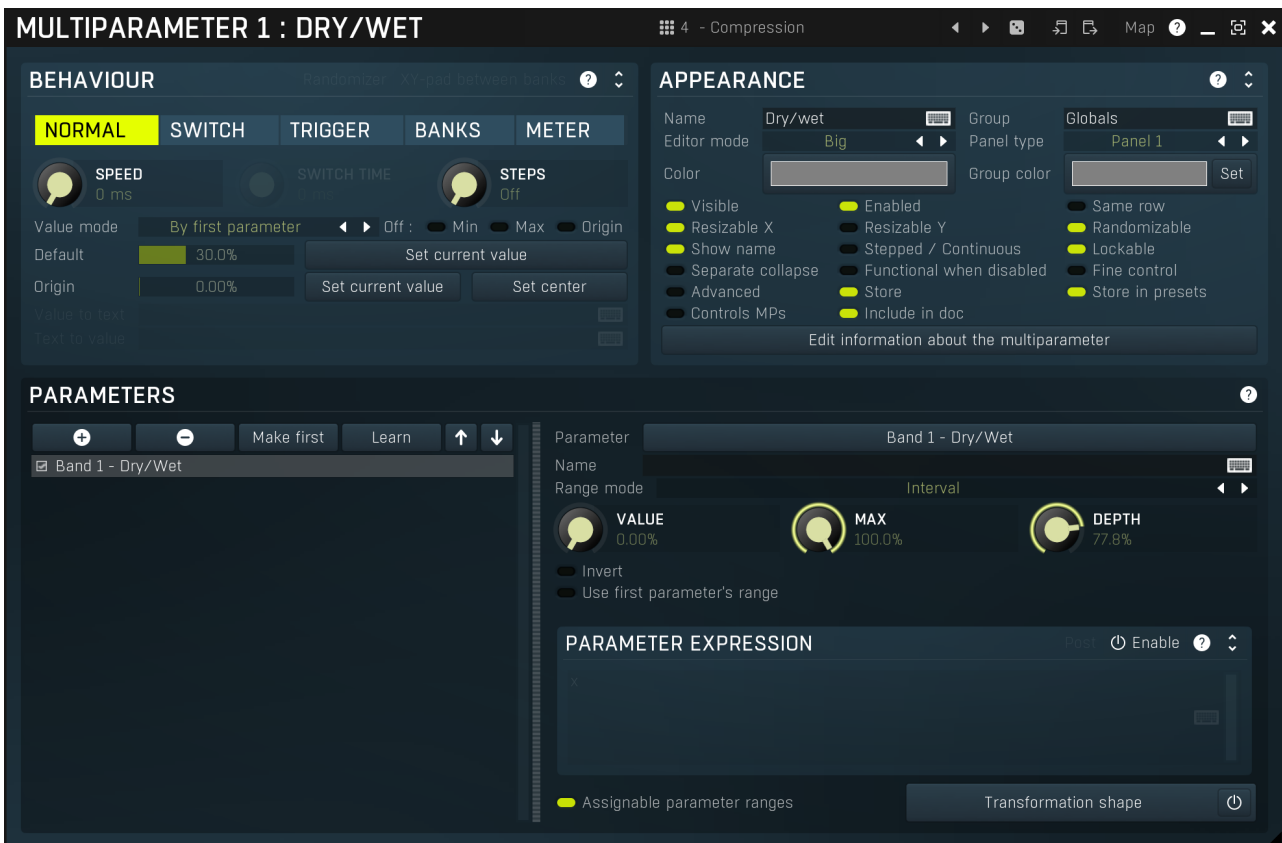 MULTIPARAMETER 1 : DRY/WET 4 - Compression Map ?
BEHAVIOUR Randomizer XY-pad between banks ?
NORMAL SWITCH TRIGGER BANKS METER
SPEED SWITCH TIME STEPS
0 ms Off
Value mode By first parameter Off : Min Max Origin
Default 30.0% Set current value
Origin 0.00% Set current value Set center
Value to text
Text to value
APPEARANCE ?
Name Dry/wet Group Globals
Editor mode Big Panel type Panel 1
Color Group color Set
Visible Enabled Same row
Resizable X Resizable Y Randomizable
Show name Stepped / Continuous Lockable
Separate collapse Functional when disabled Fine control
Advanced Store Store in presets
Controls MPs Include in doc
Edit information about the multiparameter
PARAMETERS ?
Make first Learn
Band 1 - Dry/Wet
Parameter Band 1 - Dry/Wet
Name
Range mode Interval
VALUE MAX DEPTH
0.00% 100.0% 77.8%
Invert
Use first parameter's range
PARAMETER EXPRESSION Post Enable ?
x
Assignable parameter ranges Transformation shape